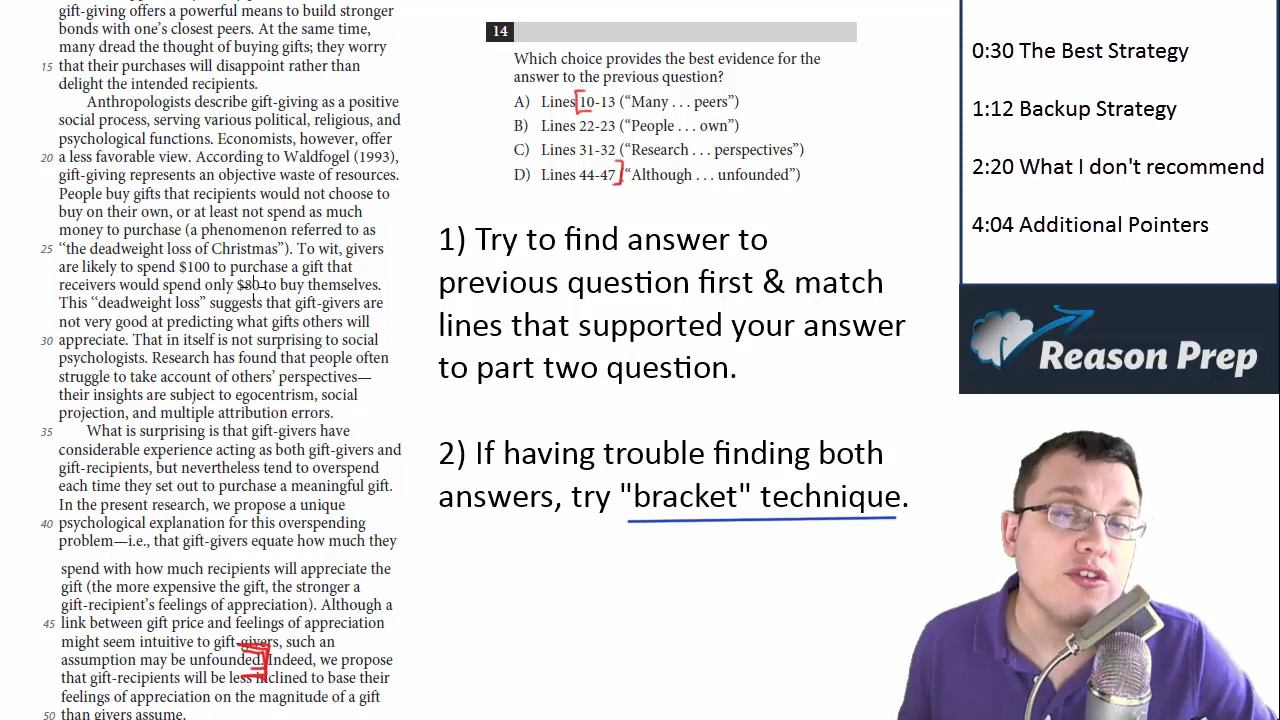 gift-giving offers a powerful means to build stronger
bonds with one's closest peers. At the same time,
many dread the thought of buying gifts; they worry
15 that their purchases will disappoint rather than
delight the intended recipients.
Anthropologists describe gift-giving as a positive
social process, serving various political, religious, and
psychological functions. Economists, however, offer
20 a less favorable view. According to Waldfogel (1993),
gift-giving represents an objective waste of resources.
People buy gifts that recipients would not choose to
buy on their own, or at least not spend as much
money to purchase (a phenomenon referred to as
25 “the deadweight loss of Christmas”). To wit, givers
are likely to spend $100 to purchase a gift that
receivers would spend only $80 to buy themselves.
This “deadweight loss” suggests that gift-givers are
not very good at predicting what gifts others will
30 appreciate. That in itself is not surprising to social
psychologists. Research has found that people often
struggle to take account of others’ perspectives—
their insights are subject to egocentrism, social
projection, and multiple attribution errors.
35 What is surprising is that gift-givers have
considerable experience acting as both gift-givers and
gift-recipients, but nevertheless tend to overspend
each time they set out to purchase a meaningful gift.
In the present research, we propose a unique
40 psychological explanation for this overspending
problem—i.e., that gift-givers equate how much they
spend with how much recipients will appreciate the
gift (the more expensive the gift, the stronger a
gift-recipient’s feelings of appreciation). Although a
45 link between gift price and feelings of appreciation
might seem intuitive to gift-givers, such an
assumption may be unfounded. Indeed, we propose
that gift-recipients will be less inclined to base their
feelings of appreciation on the magnitude of a gift
50 than givers assume.
14
Which choice provides the best evidence for the
answer to the previous question?
A) Lines 10-13 (“Many . . . peers”)
B) Lines 22-23 (“People . . . own”)
C) Lines 31-32 (“Research . . . perspectives”)
D) Lines 44-47 (“Although . . . unfounded”)
1) Try to find answer to
previous question first & match
lines that supported your answer
to part two question.
2) If having trouble finding both
answers, try "bracket" technique.
0:30 The Best Strategy
1:12 Backup Strategy
2:20 What I don't recommend
4:04 Additional Pointers
Reason Prep